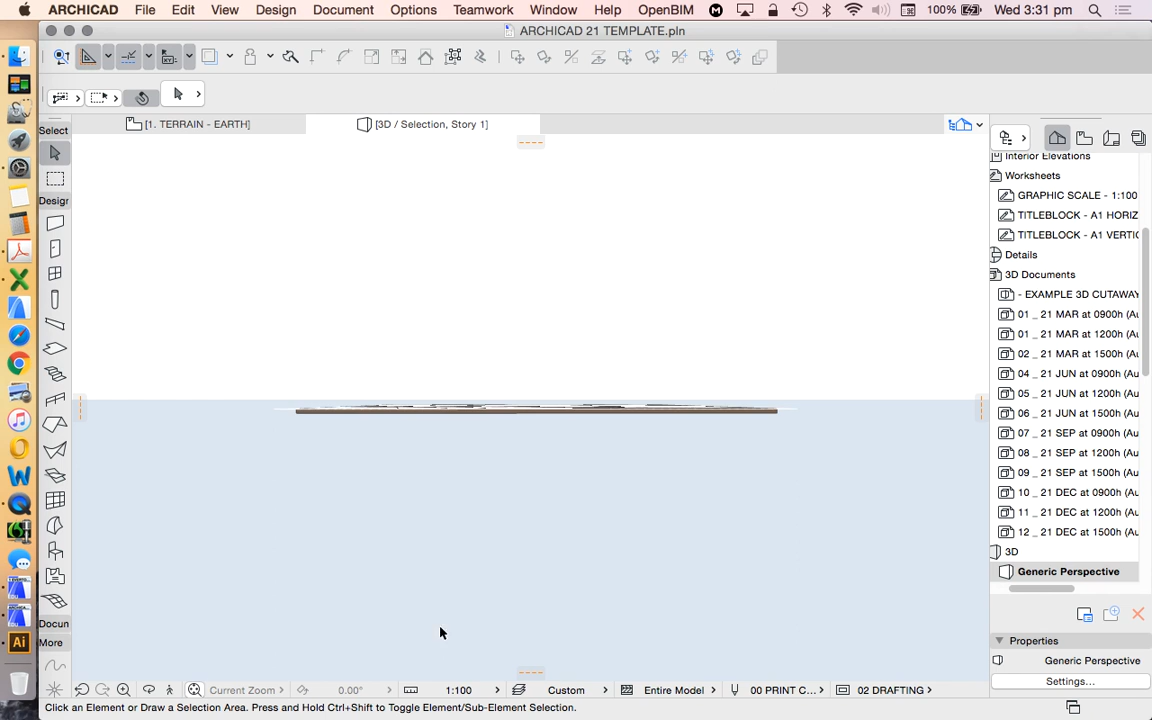 ARCHICAD File Edit View Design Document Options Teamwork Window Help OpenBIM 100% Wed 3:31 pm
ARCHICAD 21 TEMPLATE.pln
[1. TERRAIN - EARTH]
[3D / Selection, Story 1]
Select
Design
Docun
More
Interior Elevations
Worksheets
GRAPHIC SCALE - 1:100
TITLEBLOCK - A1 HORIZ
TITLEBLOCK - A1 VERTIC
Details
3D Documents
- EXAMPLE 3D CUTAWAY
01 _ 21 MAR at 0900h (Au
01 _ 21 MAR at 1200h (Au
02 _ 21 MAR at 1500h (Au
04 _ 21 JUN at 0900h (Au
05 _ 21 JUN at 1200h (Au
06 _ 21 JUN at 1500h (Au
07 _ 21 SEP at 0900h (Au
08 _ 21 SEP at 1200h (Au
09 _ 21 SEP at 1500h (Au
10 _ 21 DEC at 0900h (Au
11 _ 21 DEC at 1200h (Au
12 _ 21 DEC at 1500h (Au
3D
Generic Perspective
Properties
Generic Perspective
Settings...
Current Zoom 0.00° 1:100 Custom Entire Model 00 PRINT C... 02 DRAFTING
Click an Element or Draw a Selection Area. Press and Hold Ctrl+Shift to Toggle Element/Sub-Element Selection.